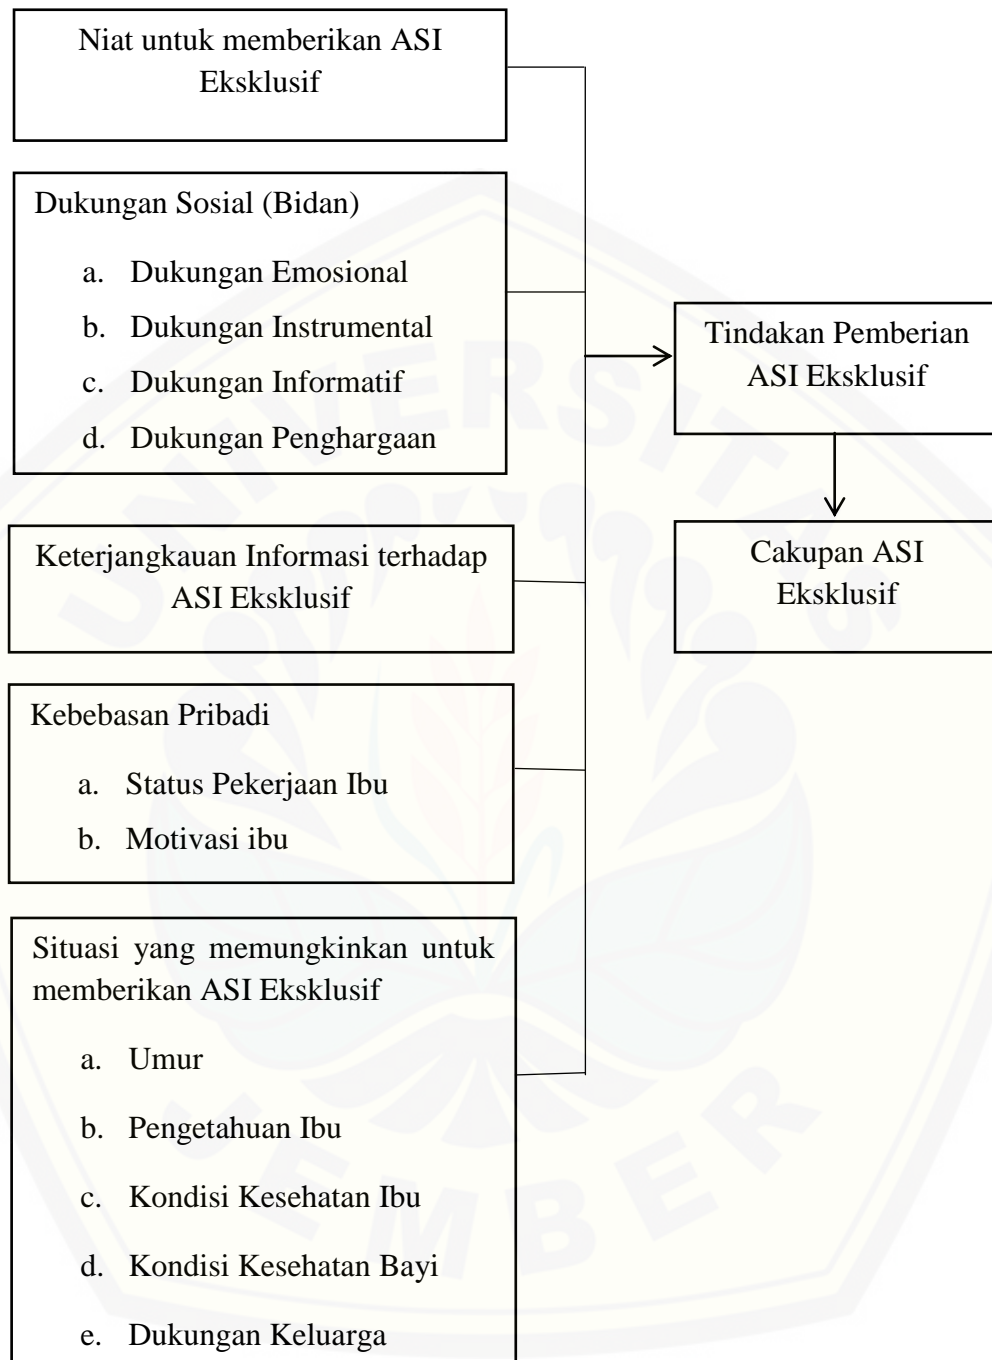 Niat untuk memberikan ASI
Eksklusif
Dukungan Sosial (Bidan)
a. Dukungan Emosional
b. Dukungan Instrumental
c. Dukungan Informatif
d. Dukungan Penghargaan
Tindakan Pemberian
ASI Eksklusif
Cakupan ASI
Eksklusif
Keterjangkauan Informasi terhadap
ASI Eksklusif
Kebebasan Pribadi
a. Status Pekerjaan Ibu
b. Motivasi ibu
Situasi yang memungkinkan untuk
memberikan ASI Eksklusif
a. Umur
b. Pengetahuan Ibu
c. Kondisi Kesehatan Ibu
d. Kondisi Kesehatan Bayi
e. Dukungan Keluarga
UNIVERSITAS
JEMBER